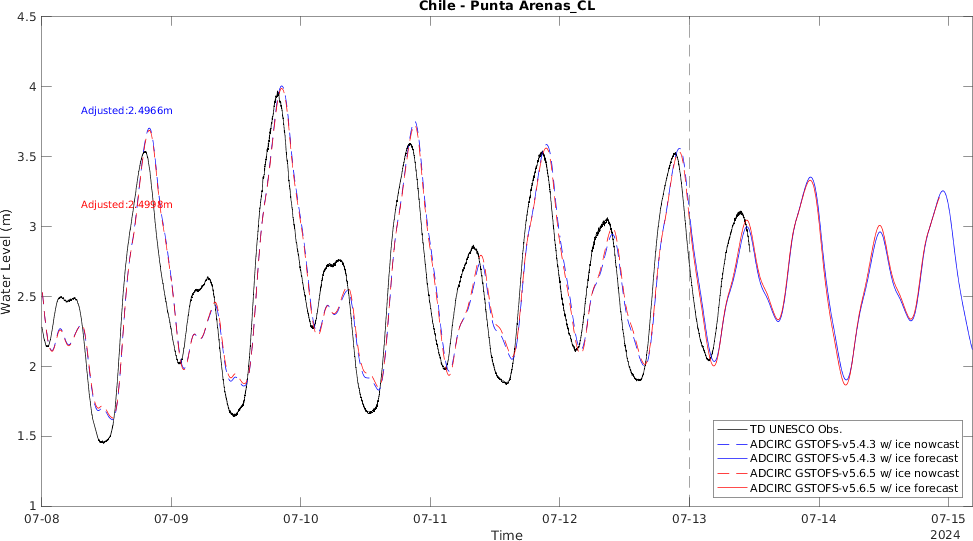 Chile - Punta Arenas_CL
4.5
4
3.5
3
2.5
2
1.5
1
Water Level (m)
Adjusted:2.4966m
Adjusted:2.4998m
TD UNESCO Obs.
ADCIRC GSTOFS-v5.4.3 w/ ice nowcast
ADCIRC GSTOFS-v5.4.3 w/ ice forecast
ADCIRC GSTOFS-v5.6.5 w/ ice nowcast
ADCIRC GSTOFS-v5.6.5 w/ ice forecast
07-08 07-09 07-10 07-11 07-12 07-13 07-14 07-15
Time
2024